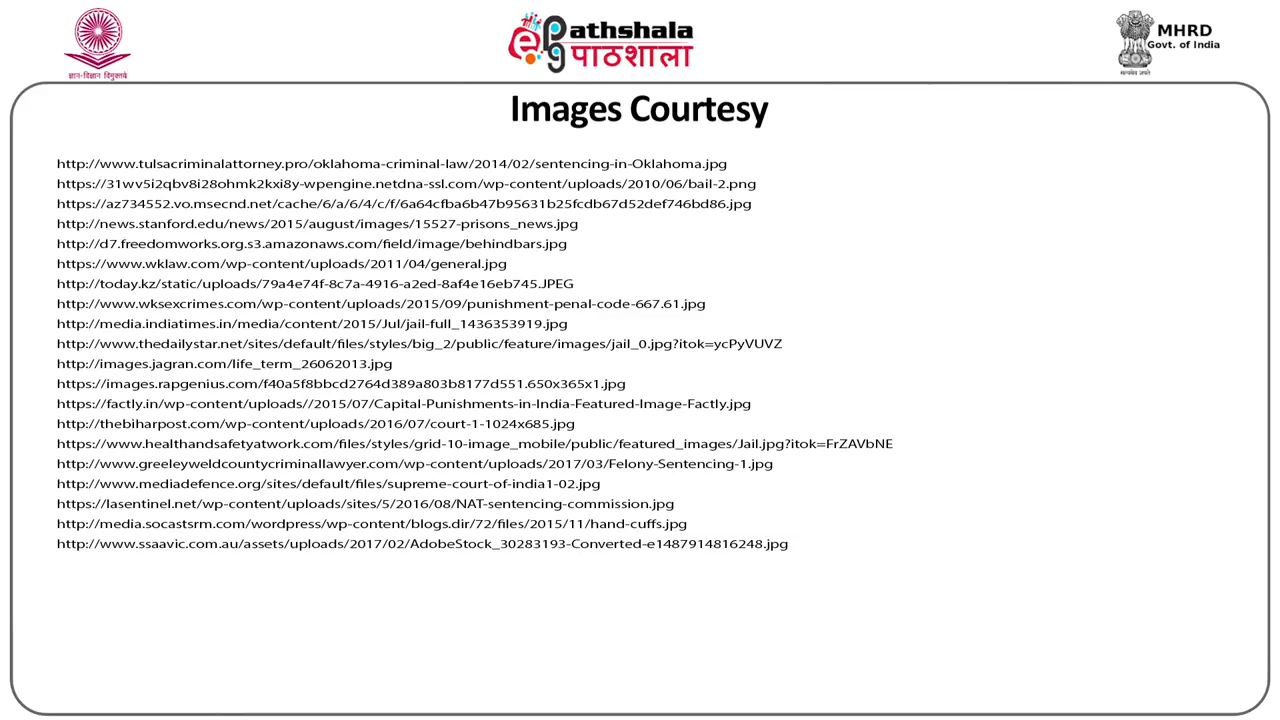 ज्ञान-विज्ञान विमुक्तये
ePG Pathshala
पाठशाला
MHRD
Govt. of India
सत्यमेव जयते
Images Courtesy
http://www.tulsacriminalattorney.pro/oklahoma-criminal-law/2014/02/sentencing-in-Oklahoma.jpg
https://31wv5i2qbv8i28ohmk2kxi8y-wpengine.netdna-ssl.com/wp-content/uploads/2010/06/bail-2.png
https://az734552.vo.msecnd.net/cache/6/a/6/4/c/f/6a64cfba6b47b95631b25fcdb67d52def746bd86.jpg
http://news.stanford.edu/news/2015/august/images/15527-prisons_news.jpg
http://d7.freedomworks.org.s3.amazonaws.com/field/image/behindbars.jpg
https://www.wklaw.com/wp-content/uploads/2011/04/general.jpg
http://today.kz/static/uploads/79a4e74f-8c7a-4916-a2ed-8af4e16eb745.JPEG
http://www.wksexcrimes.com/wp-content/uploads/2015/09/punishment-penal-code-667.61.jpg
http://media.indiatimes.in/media/content/2015/Jul/jail-full_1436353919.jpg
http://www.thedailystar.net/sites/default/files/styles/big_2/public/feature/images/jail_0.jpg?itok=ycPyVUVZ
http://images.jagran.com/life_term_26062013.jpg
https://images.rapgenius.com/f40a5f8bbcd2764d389a803b8177d551.650x365x1.jpg
https://factly.in/wp-content/uploads//2015/07/Capital-Punishments-in-India-Featured-Image-Factly.jpg
http://thebiharpost.com/wp-content/uploads/2016/07/court-1-1024x685.jpg
https://www.healthandsafetyatwork.com/files/styles/grid-10-image_mobile/public/featured_images/Jail.jpg?itok=FrZAVbNE
http://www.greeleyweldcountycriminallawyer.com/wp-content/uploads/2017/03/Felony-Sentencing-1.jpg
http://www.mediadefence.org/sites/default/files/supreme-court-of-india1-02.jpg
https://lasentinel.net/wp-content/uploads/sites/5/2016/08/NAT-sentencing-commission.jpg
http://media.socastsrm.com/wordpress/wp-content/blogs.dir/72/files/2015/11/hand-cuffs.jpg
http://www.ssaavic.com.au/assets/uploads/2017/02/AdobeStock_30283193-Converted-e1487914816248.jpg